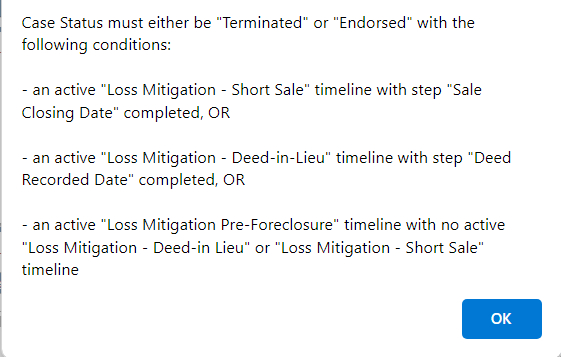 Case Status must either be "Terminated" or "Endorsed" with the
following conditions:
- an active "Loss Mitigation - Short Sale" timeline with step "Sale
Closing Date" completed, OR
- an active "Loss Mitigation - Deed-in-Lieu" timeline with step "Deed
Recorded Date" completed, OR
- an active "Loss Mitigation Pre-Foreclosure" timeline with no active
"Loss Mitigation - Deed-in Lieu" or "Loss Mitigation - Short Sale"
timeline
OK